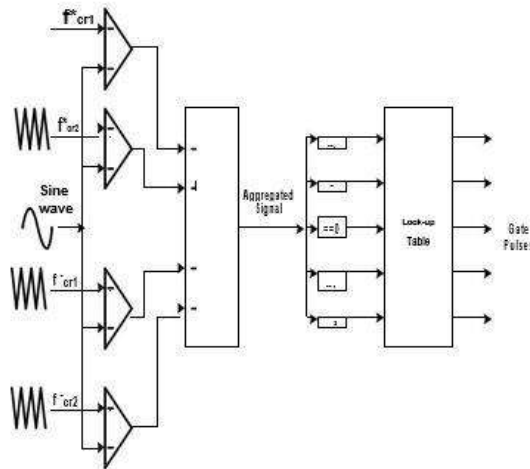 f*cr1
f*cr2
Sine
wave
f-cr1
f-cr2
Aggregated
Signal
==0
Look-up
Table
Gate
Pulses